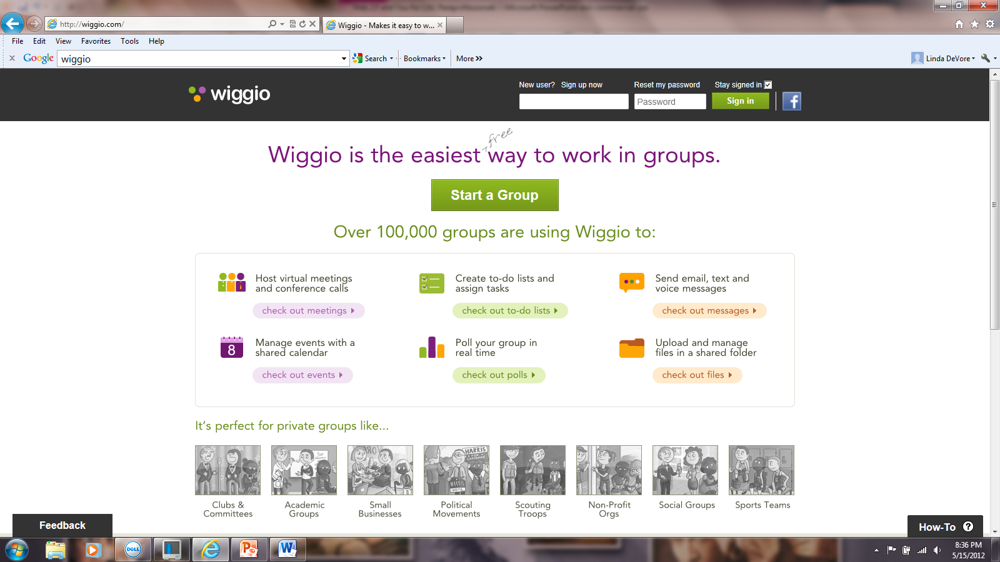 http://wiggio.com/
Wiggio - Makes it easy to w...
File Edit View Favorites Tools Help
Google wiggio Search Bookmarks More
Linda DeVore
wiggio
New user? Sign up now Reset my password Stay signed in
Password Sign in
free
Wiggio is the easiest way to work in groups.
Start a Group
Over 100,000 groups are using Wiggio to:
Host virtual meetings
and conference calls
check out meetings
Create to-do lists and
assign tasks
check out to-do lists
Send email, text and
voice messages
check out messages
8
Manage events with a
shared calendar
check out events
Poll your group in
real time
check out polls
Upload and manage
files in a shared folder
check out files
It's perfect for private groups like...
HARRIS
FOR
CHAIRMAN
HARRIS
VOTE
Clubs &
Committees
Academic
Groups
Small
Businesses
Political
Movements
Scouting
Troops
Non-Profit
Orgs
Social Groups
Sports Teams
Feedback
How-To ?
DELL
8:36 PM
5/15/2012